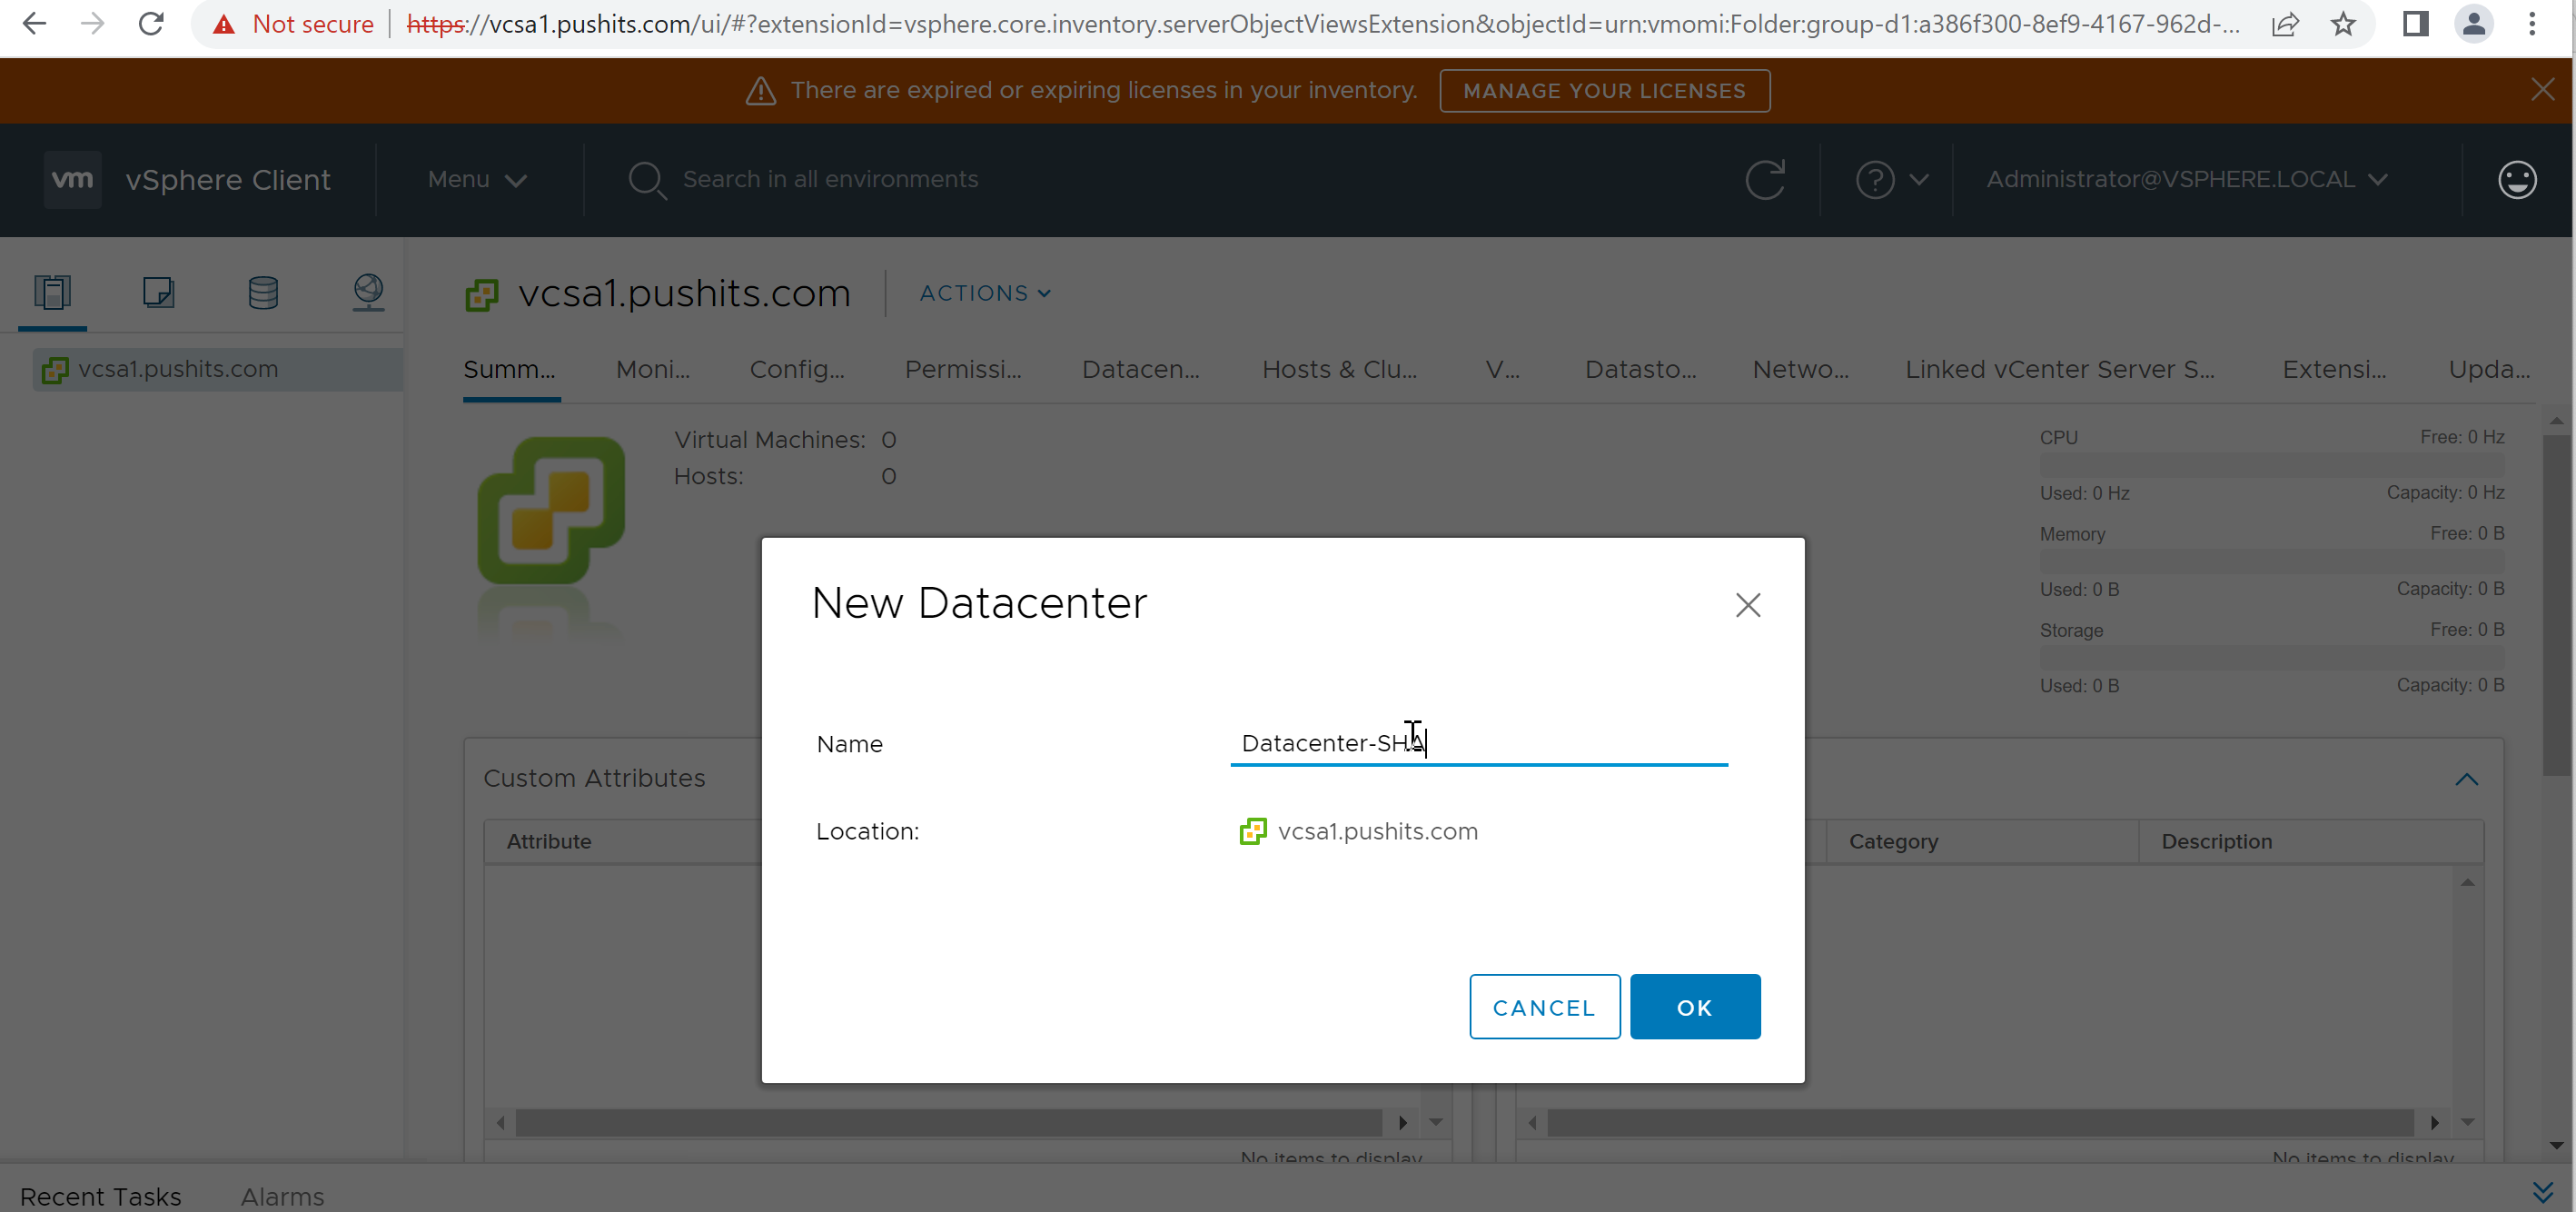 Not secure
https://vcsa1.pushits.com/ui/#?extensionId=vsphere.core.inventory.serverObjectViewsExtension&objectId=urn:vmomi:Folder:group-d1:a386f300-8ef9-4167-962d-...
There are expired or expiring licenses in your inventory.
MANAGE YOUR LICENSES
vm vSphere Client
Menu
Search in all environments
Administrator@VSPHERE.LOCAL
vcsa1.pushits.com
ACTIONS
vcsa1.pushits.com
Summ... Moni... Config... Permissi... Datacen... Hosts & Clu... V... Datasto... Netwo... Linked vCenter Server S... Extensi... Upda...
Virtual Machines: 0
Hosts: 0
CPU Free: 0 Hz
Used: 0 Hz Capacity: 0 Hz
Memory Free: 0 B
Used: 0 B Capacity: 0 B
Storage Free: 0 B
Used: 0 B Capacity: 0 B
New Datacenter
Name Datacenter-SHA
Location: vcsa1.pushits.com
CANCEL OK
Custom Attributes
Attribute
Category Description
No items to display
No items to display
Recent Tasks Alarms